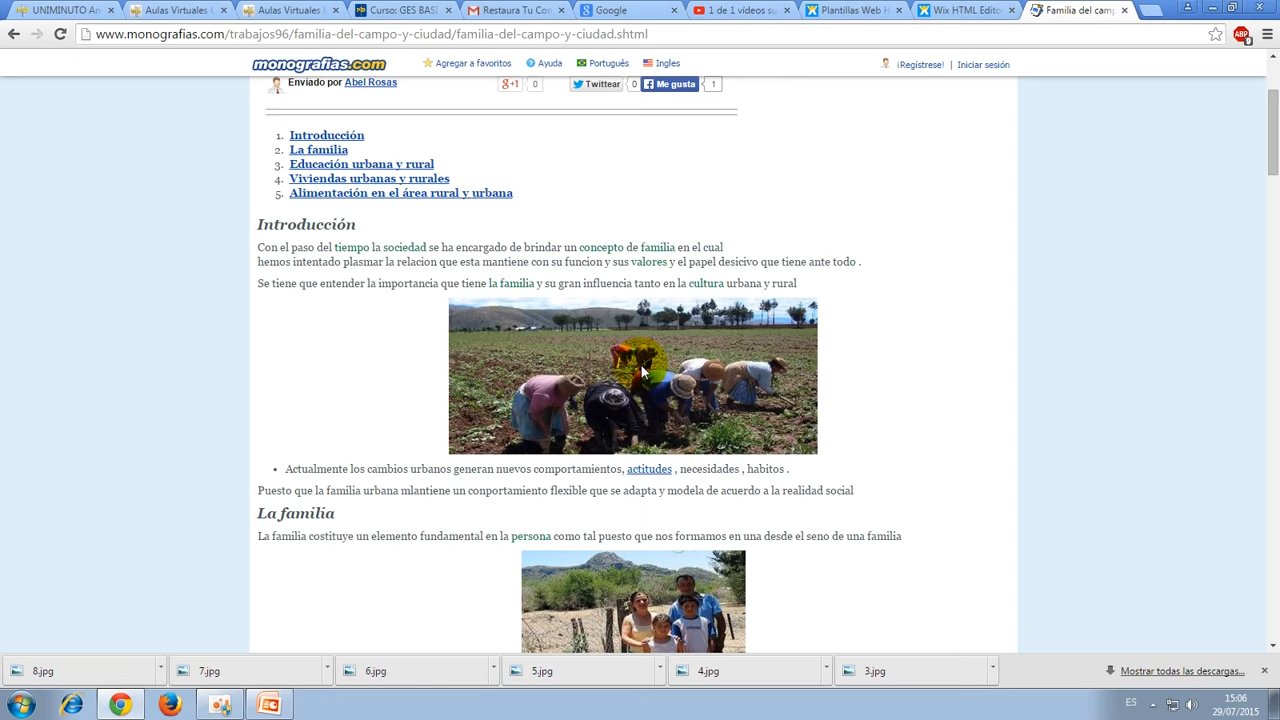 UNIMINUTO An
Aulas Virtuales U
Aulas Virtuales U
Curso: GES BASI
Restaura Tu Con
Google
1 de 1 vídeos su
Plantillas Web H
Wix HTML Edito
Familia del cam
www.monografias.com/trabajos96/familia-del-campo-y-ciudad/familia-del-campo-y-ciudad.shtml
ABP
monografias.com
Agregar a favoritos
Ayuda
Português
Ingles
¡Regístrese! | Iniciar sesión
Enviado por Abel Rosas
g+1 0
Twittear 0
Me gusta 1
1. Introducción
2. La familia
3. Educación urbana y rural
4. Viviendas urbanas y rurales
5. Alimentación en el área rural y urbana
Introducción
Con el paso del tiempo la sociedad se ha encargado de brindar un concepto de familia en el cual
hemos intentado plasmar la relacion que esta mantiene con su funcion y sus valores y el papel desicivo que tiene ante todo .
Se tiene que entender la importancia que tiene la familia y su gran influencia tanto en la cultura urbana y rural
• Actualmente los cambios urbanos generan nuevos comportamientos, actitudes , necesidades , habitos .
Puesto que la familia urbana mlantiene un conportamiento flexible que se adapta y modela de acuerdo a la realidad social
La familia
La familia costituye un elemento fundamental en la persona como tal puesto que nos formamos en una desde el seno de una familia
8.jpg
7.jpg
6.jpg
5.jpg
4.jpg
3.jpg
Mostrar todas las descargas...
ES
15:06
29/07/2015